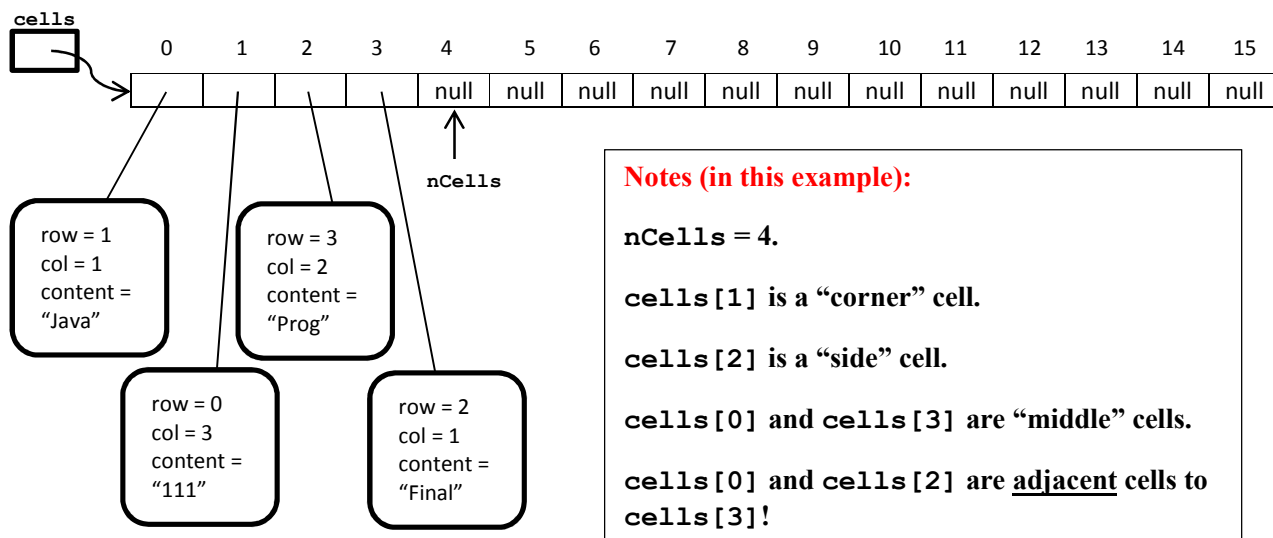 cells
0 1 2 3 4 5 6 7 8 9 10 11 12 13 14 15
null null null null null null null null null null null null
nCells
row = 1
col = 1
content =
“Java”
row = 3
col = 2
content =
“Prog”
row = 0
col = 3
content =
“111”
row = 2
col = 1
content =
“Final”
Notes (in this example):
nCells = 4.
cells[1] is a “corner” cell.
cells[2] is a “side” cell.
cells[0] and cells[3] are “middle” cells.
cells[0] and cells[2] are adjacent cells to
cells[3]!